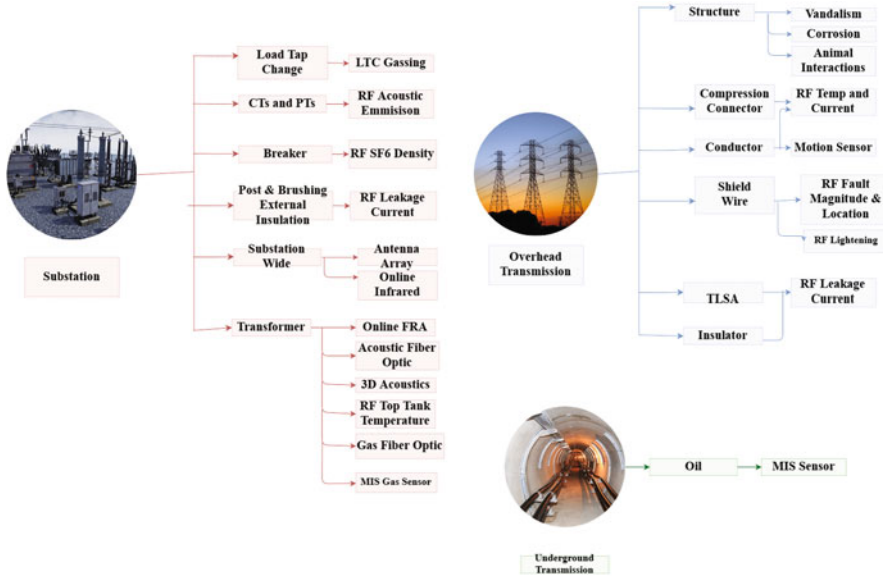 Load Tap
Change
LTC Gassing
CTs and PTs
RF Acoustic
Emmisison
Breaker
RF SF6 Density
Post & Brushing
External
Insulation
RF Leakage
Current
Substation
Wide
Antenna
Array
Online
Infrared
Transformer
Online FRA
Acoustic Fiber
Optic
3D Acoustics
RF Top Tank
Temperature
Gas Fiber Optic
MIS Gas Sensor
Substation
Structure
Vandalism
Corrosion
Animal
Interactions
Compression
Connector
RF Temp and
Current
Conductor
Motion Sensor
Shield
Wire
RF Fault
Magnitude &
Location
RF Lightening
TLSA
RF Leakage
Current
Insulator
Overhead
Transmission
Oil
MIS Sensor
Underground
Transmission